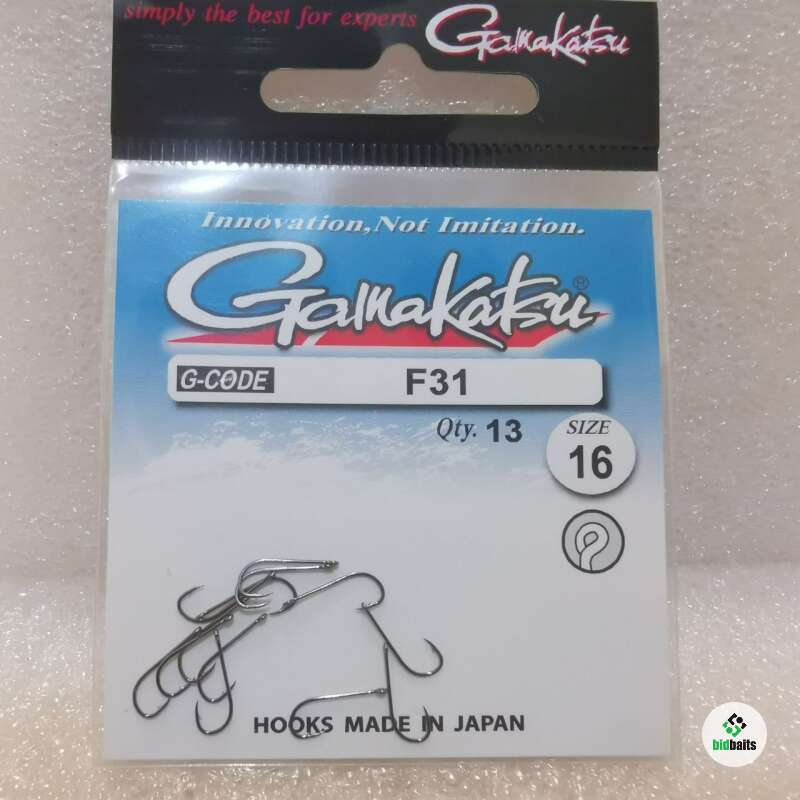 simply the best for experts Gamakatsu
Innovation,Not Imitation.
Gamakatsu®
G-CODE F31
Qty. 13
SIZE
16
HOOKS MADE IN JAPAN
bidbaits